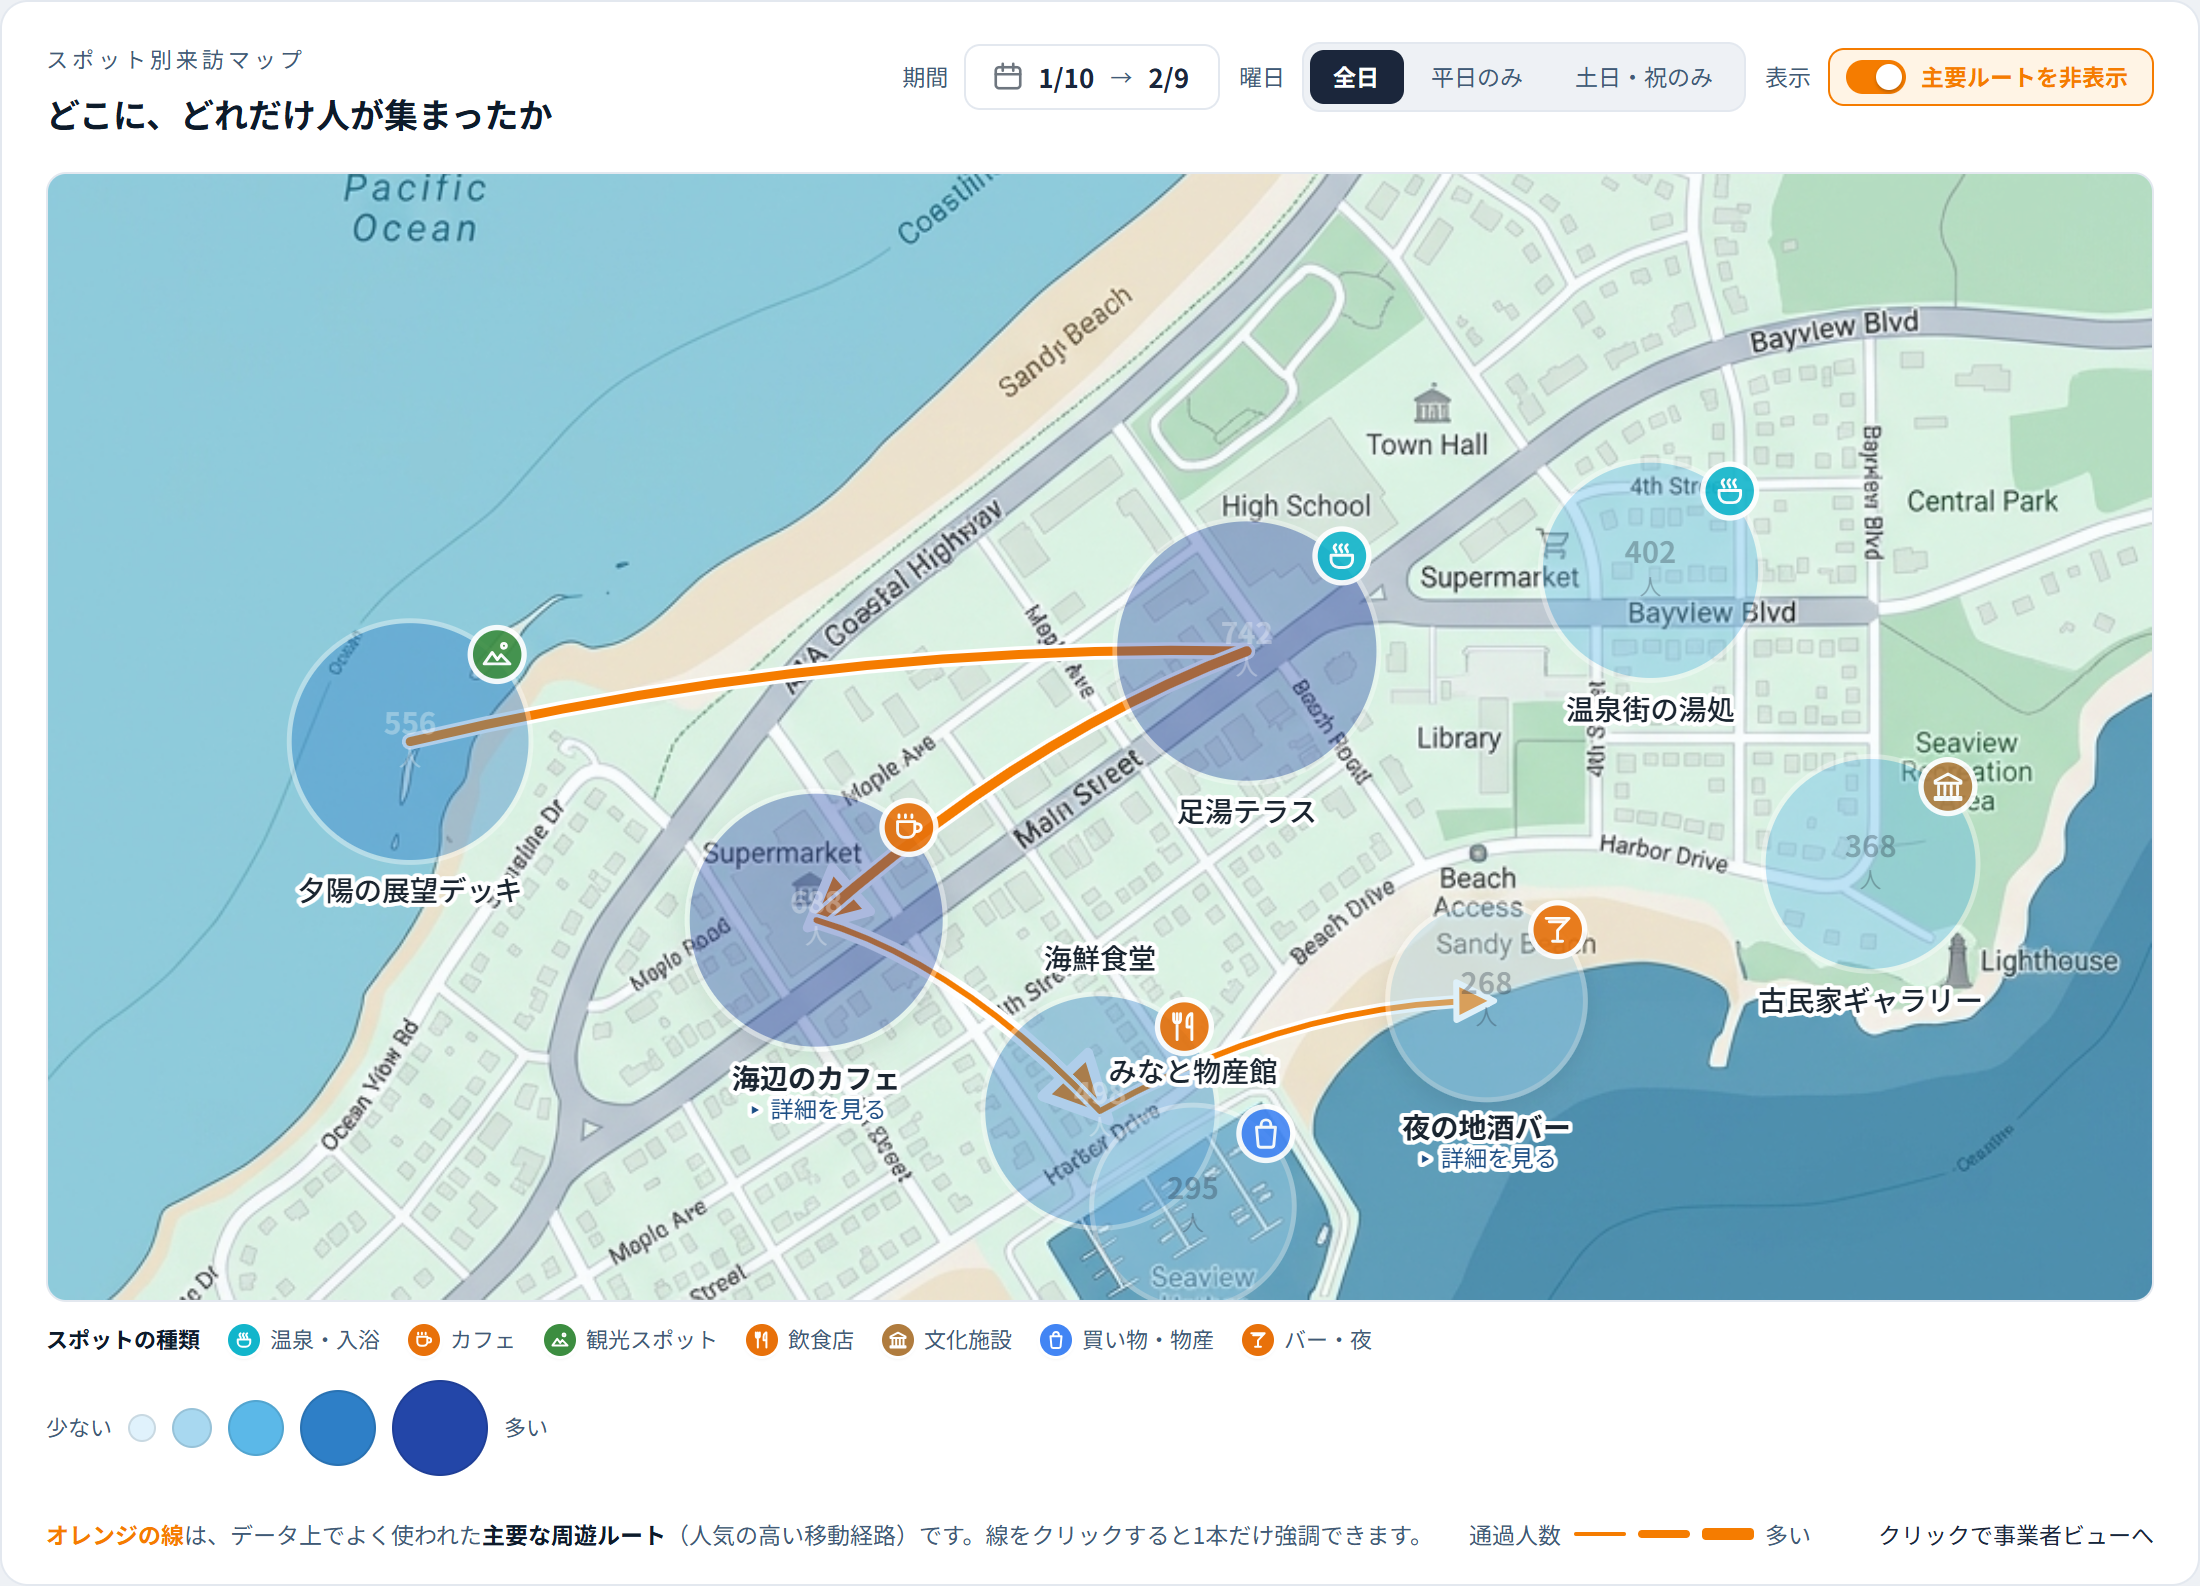 スポット別来訪マップ
どこに、どれだけ人が集まったか
期間
1/10 → 2/9
曜日
全日
平日のみ
土日・祝のみ
表示
主要ルートを非表示
Pacific
Ocean
Sandy Beach
Bayview Blvd
Town Hall
High School
4th
Central Park
Bayview Blvd
402
人
Supermarket
Bayview Blvd
742
人
A Coastal Highway
温泉街の湯処
556
人
Library
Seaview
足湯テラス
Main Street
Supermarket
夕陽の展望デッキ
Harbor Drive
368
人
Beach
Access
Beach Drive
Sandy
海鮮食堂
268
人
Lighthouse
古民家ギャラリー
人
Ocean View Rd
海辺のカフェ
▸ 詳細を見る
みなと物産館
夜の地酒バー
▸ 詳細を見る
295
人
Street
Seaview
スポットの種類
温泉・入浴
カフェ
観光スポット
飲食店
文化施設
買い物・物産
バー・夜
少ない
多い
オレンジの線は、データ上でよく使われた主要な周遊ルート（人気の高い移動経路）です。線をクリックすると1本だけ強調できます。
通過人数
多い
クリックで事業者ビューへ